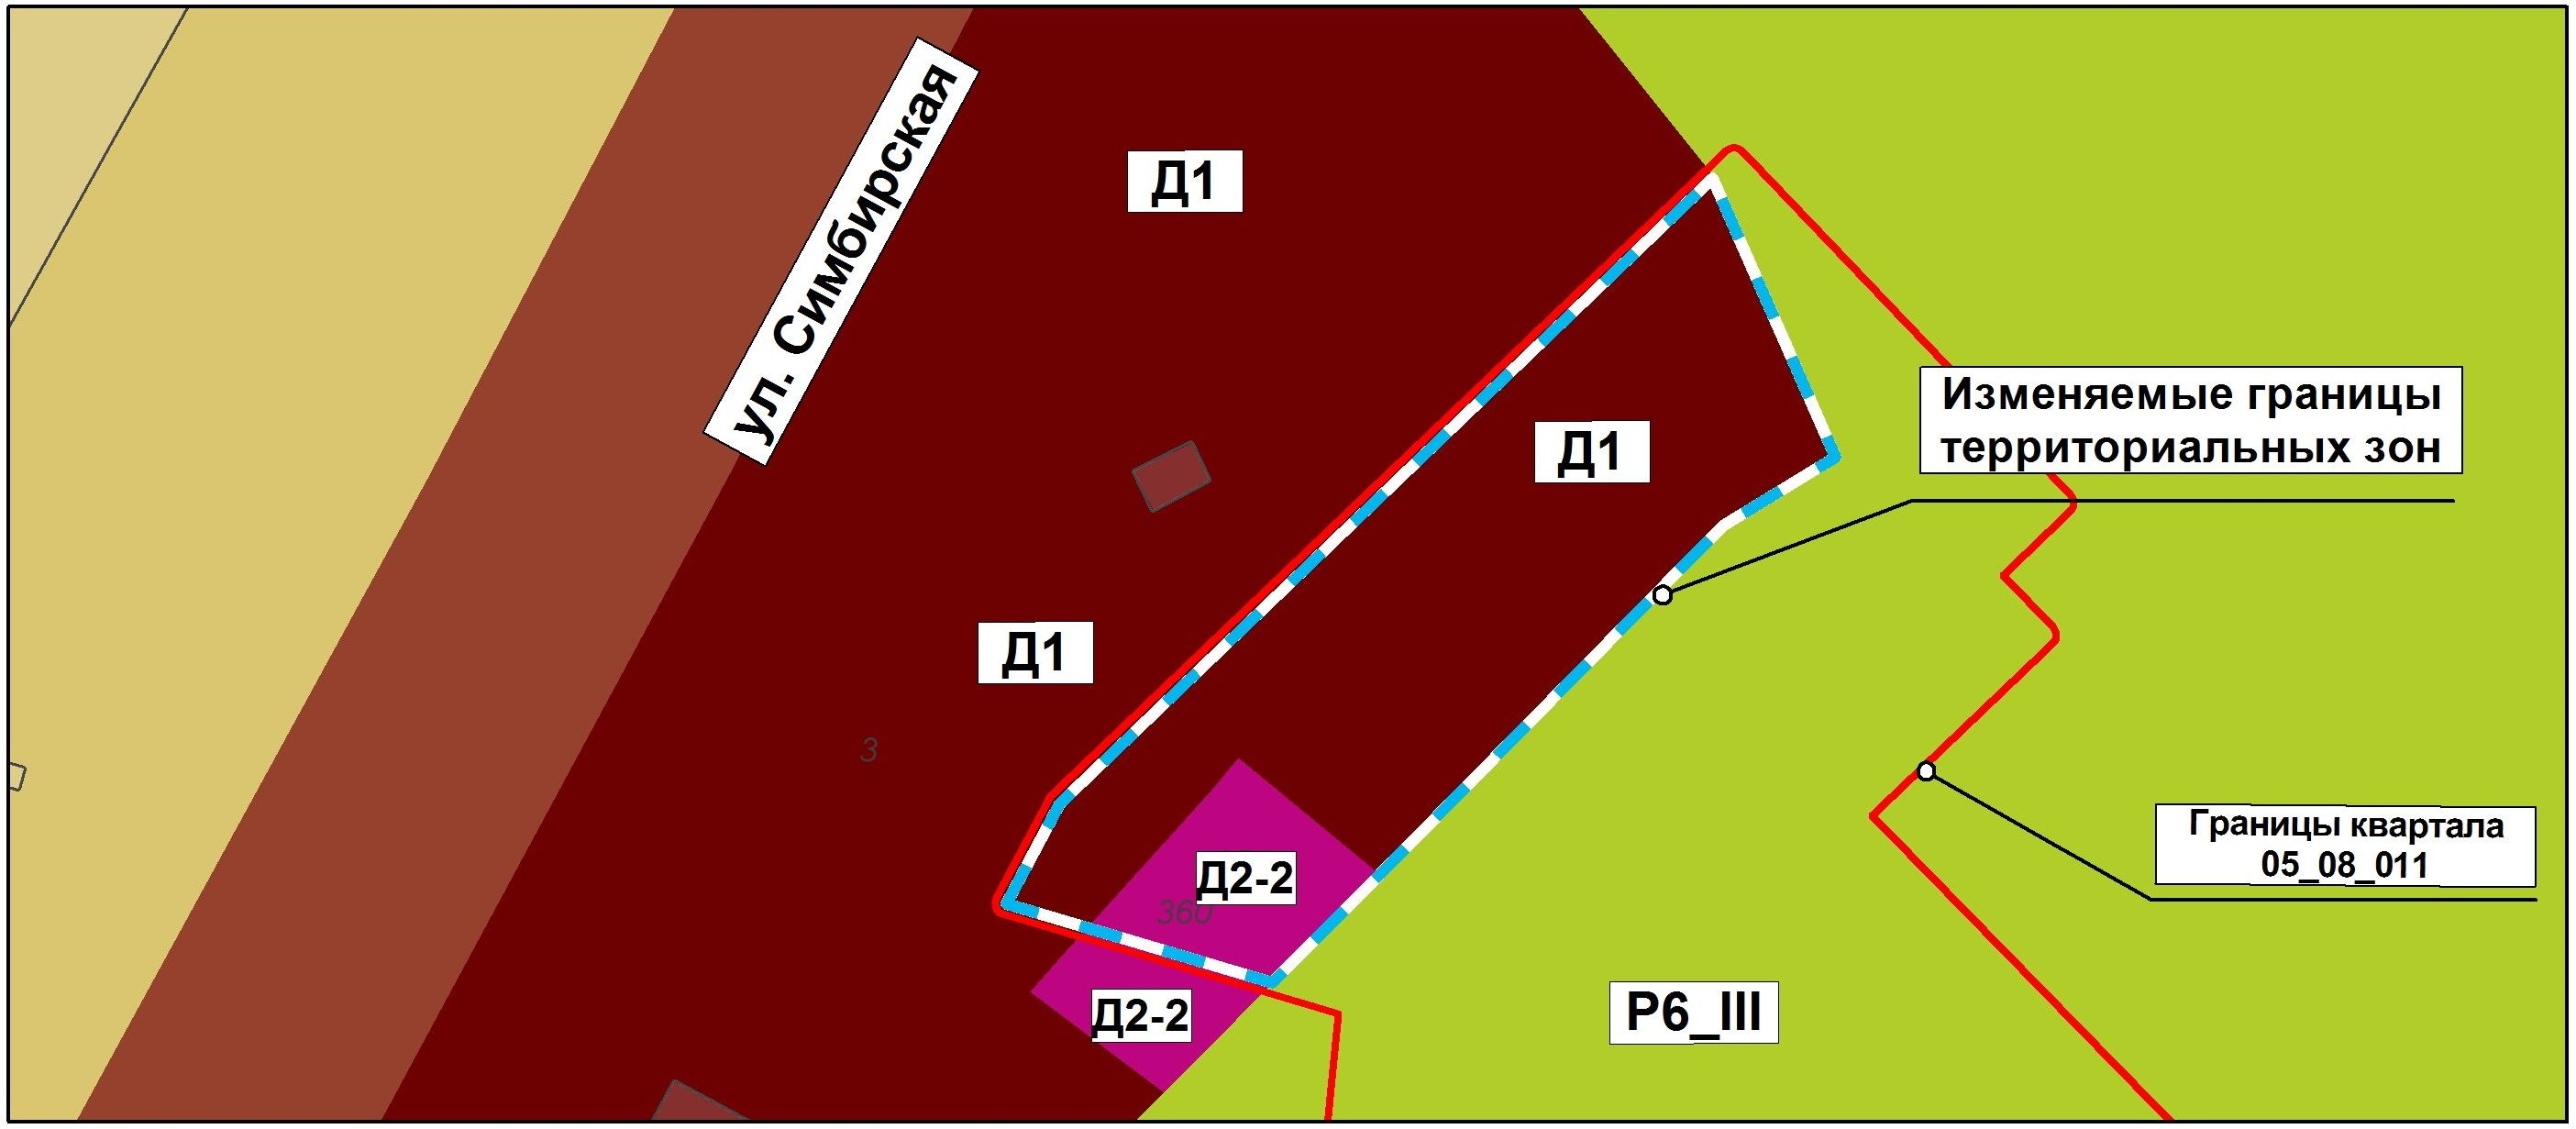 ул. Симбирская
Д1
Изменяемые границы
территориальных зон
Д1
Д1
3
Границы квартала
05_08_011
Д2-2
360
Д2-2
Р6_III